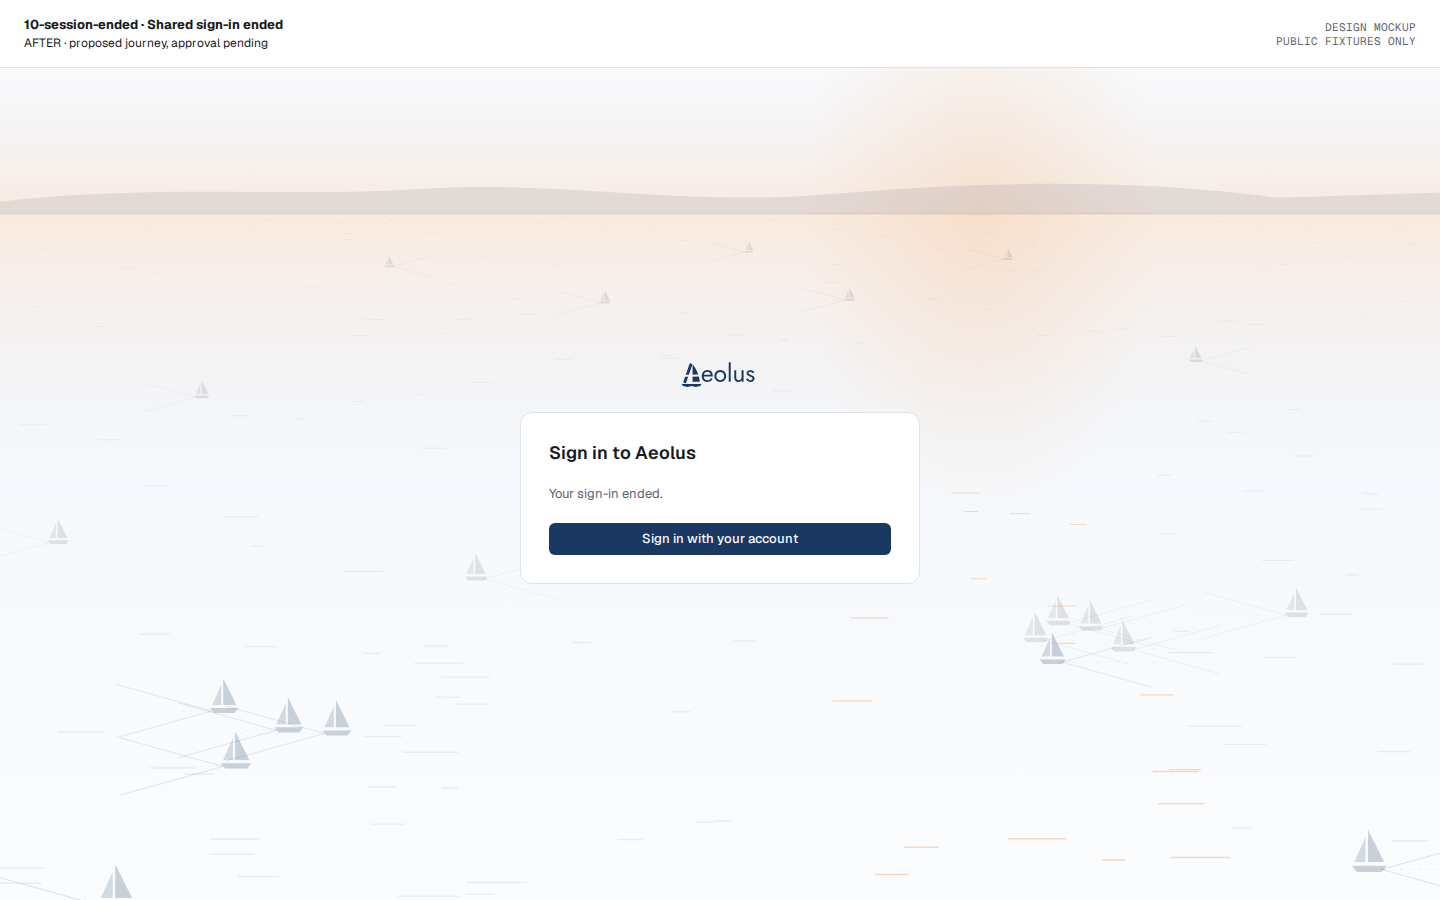 10-session-ended · Shared sign-in ended
AFTER · proposed journey, approval pending
DESIGN MOCKUP
PUBLIC FIXTURES ONLY
Aeolus
Sign in to Aeolus
Your sign-in ended.
Sign in with your account